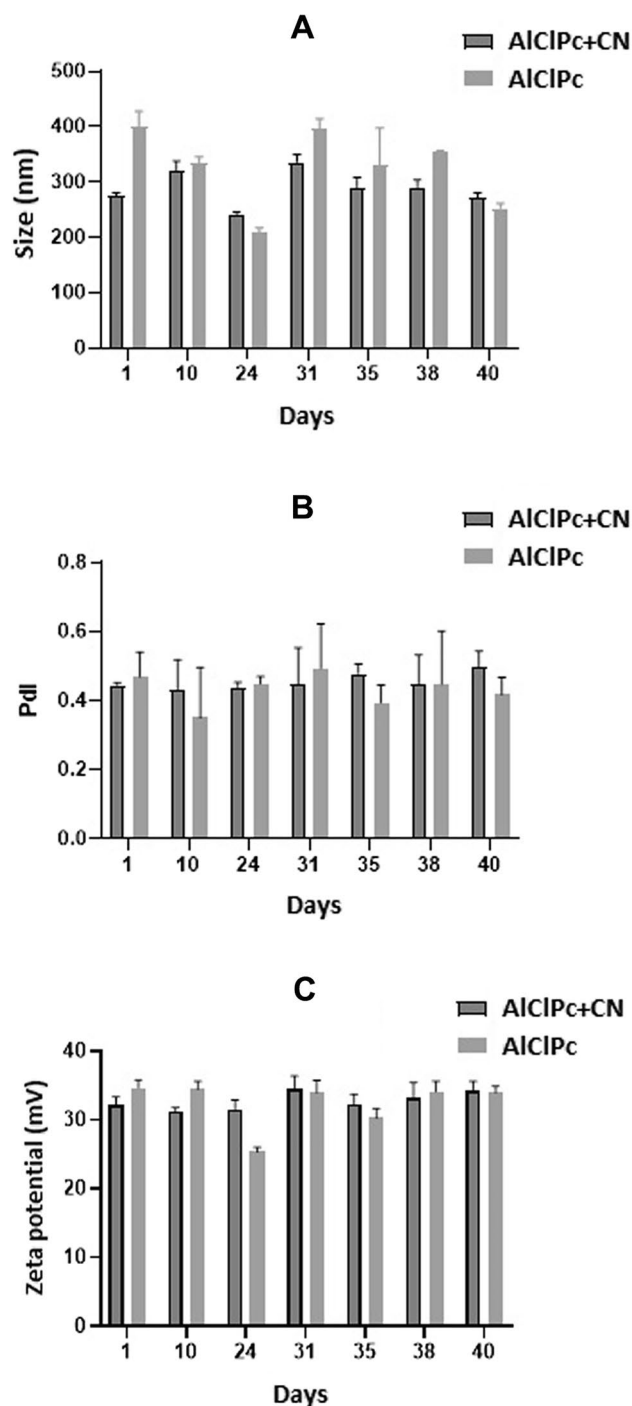 A
AlClPc+CN
AlClPc
Size (nm)
500
400
300
200
100
0
1 10 24 31 35 38 40
Days
B
AlClPc+CN
AlClPc
PdI
0.8
0.6
0.4
0.2
0.0
1 10 24 31 35 38 40
Days
C
AlClPc+CN
AlClPc
Zeta potential (mV)
40
30
20
10
0
1 10 24 31 35 38 40
Days